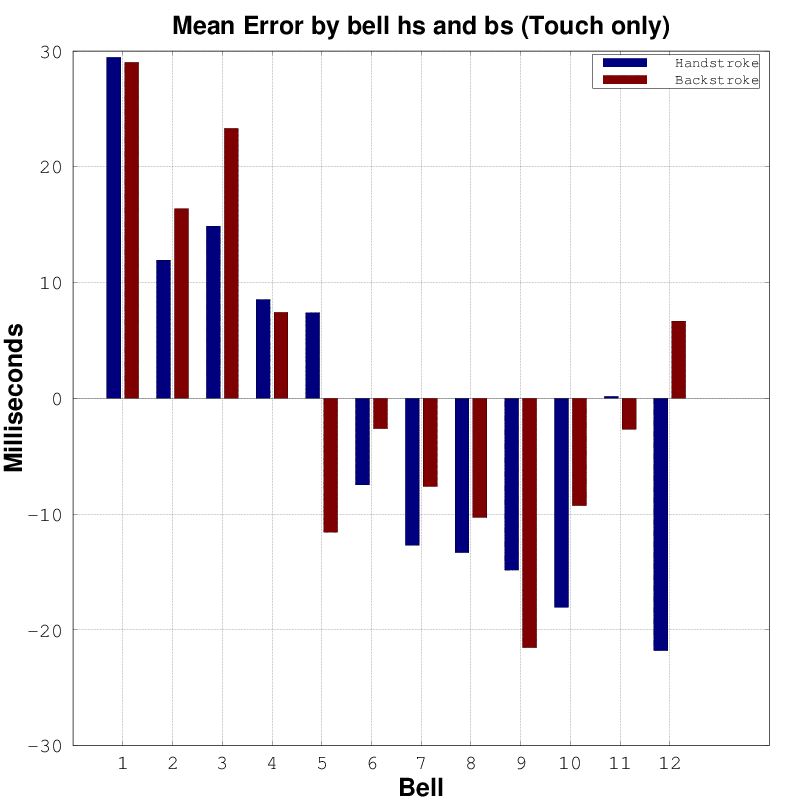 Mean Error by bell hs and bs (Touch only)
Handstroke
Backstroke
30
20
10
0
-10
-20
-30
Milliseconds
1 2 3 4 5 6 7 8 9 10 11 12
Bell